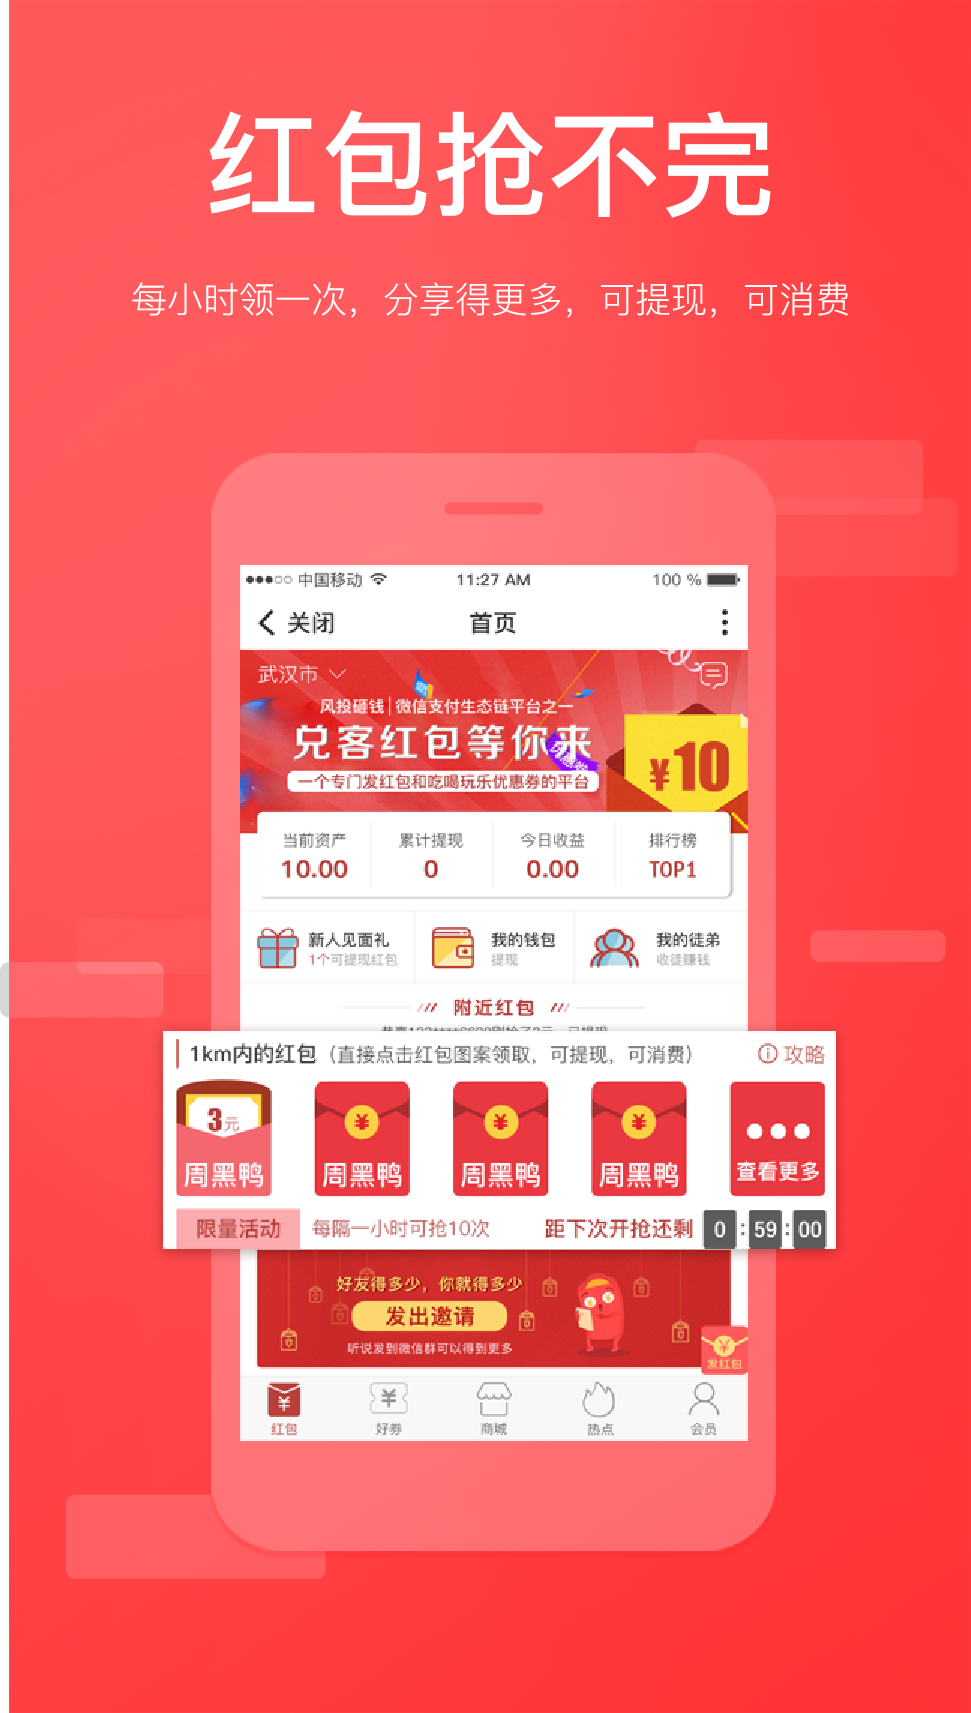 红包抢不完
每小时领一次，分享得更多，可提现，可消费
中国移动 11:27 AM 100 %
关闭 首页
武汉市
风投砸钱|微信支付生态链平台之一
兑客红包等你来
一个专门发红包和吃喝玩乐优惠券的平台
¥10
当前资产 累计提现 今日收益 排行榜
10.00 0 0.00 TOP1
新人见面礼 我的钱包 我的徒弟
1个可提现红包 提现 收徒赚钱
附近红包
1km内的红包（直接点击红包图案领取，可提现，可消费） 攻略
3元 ¥ ¥ ¥
周黑鸭 周黑鸭 周黑鸭 周黑鸭 查看更多
限量活动 每隔一小时可抢10次 距下次开抢还剩 0:59:00
好友得多少，你就得多少
发出邀请
听说发到微信群可以得到更多
¥
发红包
¥ ¥
红包 好券 商城 热点 会员